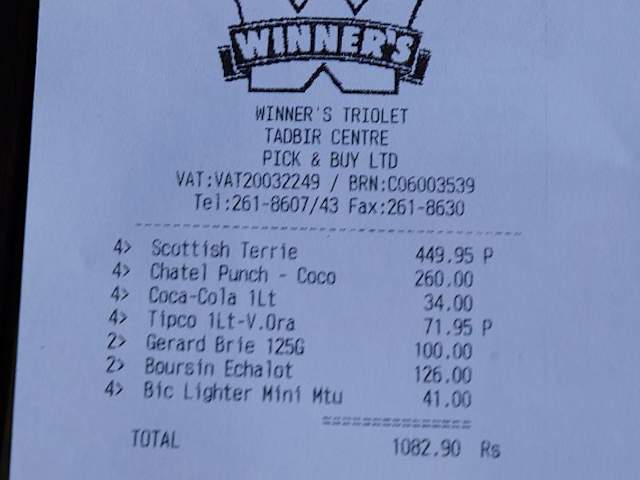 WINNER'S
WINNER'S TRIOLET
TADBIR CENTRE
PICK & BUY LTD
VAT:VAT20032249 / BRN:C06003539
Tel:261-8607/43 Fax:261-8630
4> Scottish Terrie 449.95 P
4> Chatel Punch - Coco 260.00
4> Coca-Cola 1Lt 34.00
4> Tipco 1Lt-V.Ora 71.95 P
2> Gerard Brie 125G 100.00
2> Boursin Echalot 126.00
4> Bic Lighter Mini Mtu 41.00
TOTAL 1082.90 Rs